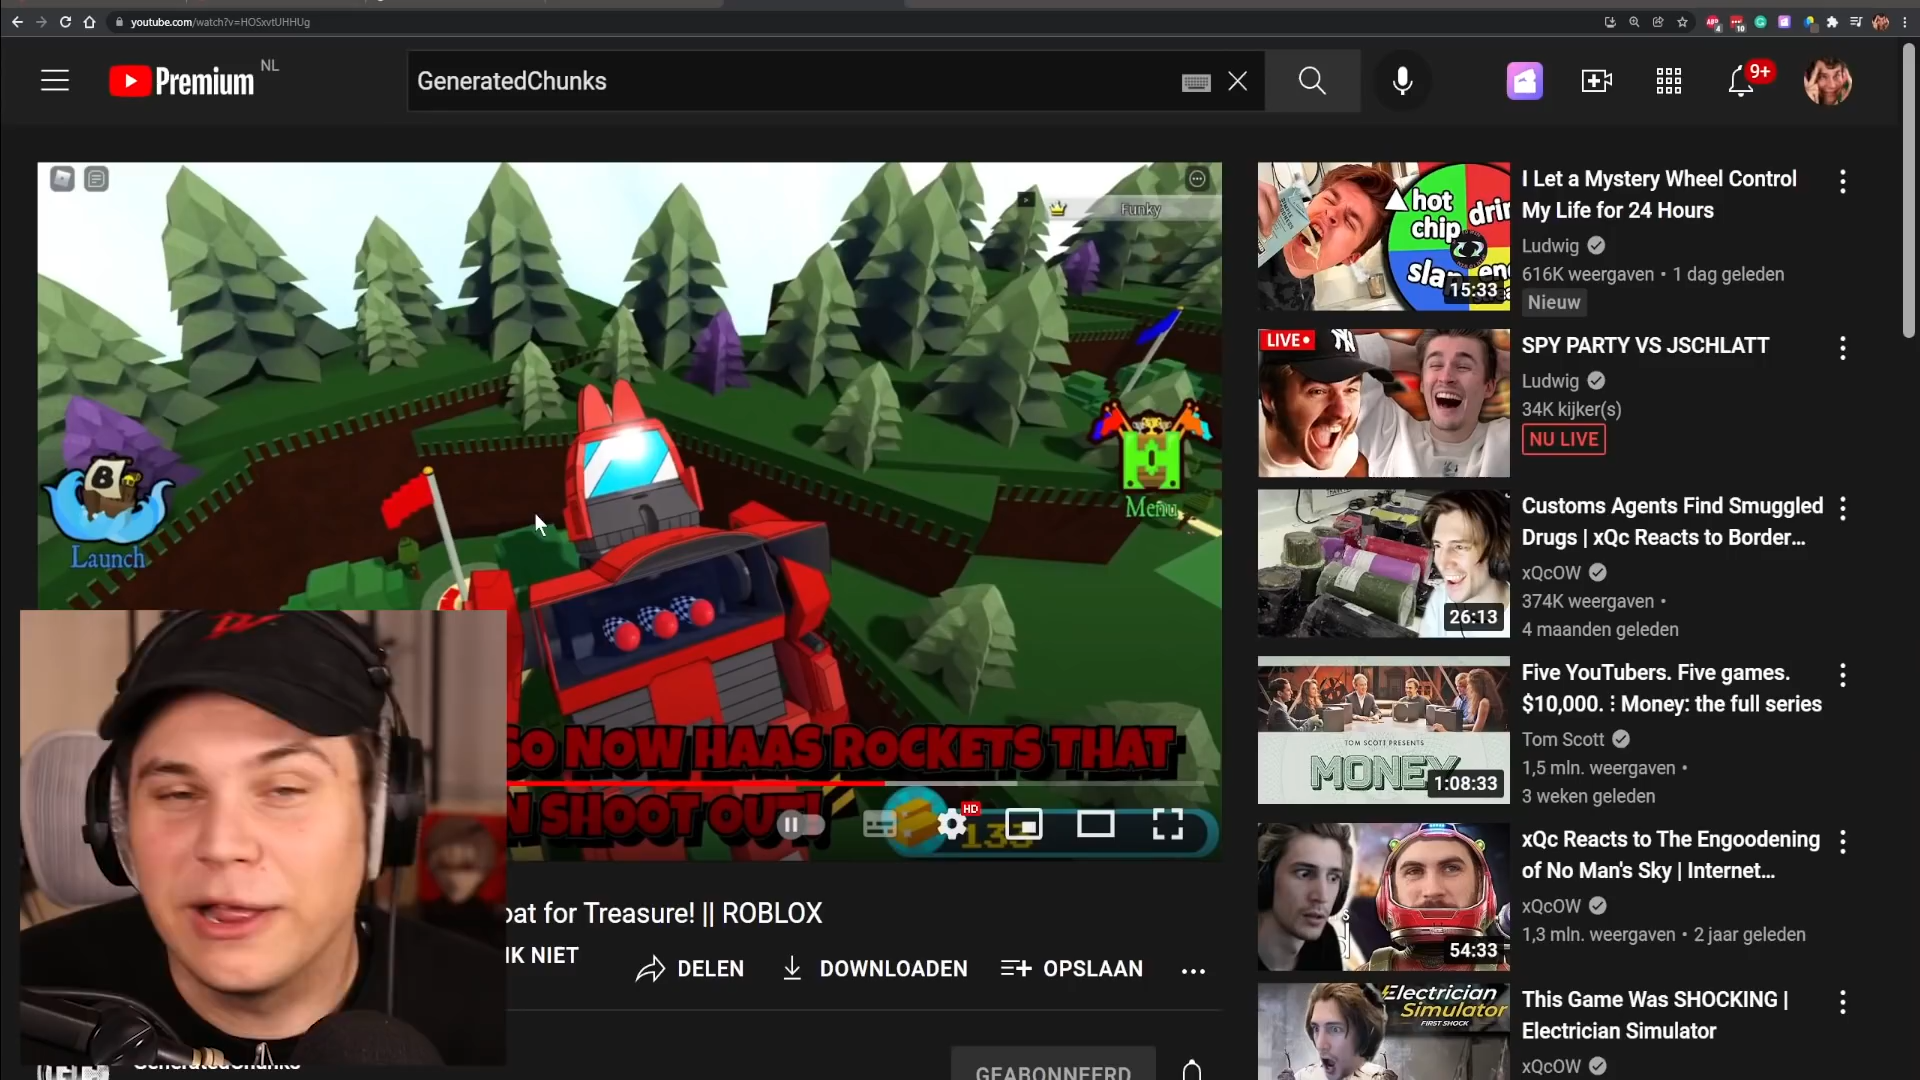 youtube.com/watch?v=HOSxvtUHHUg
4
10
Premium
NL
GeneratedChunks
9+
Funky
Launch
Menu
SO NOW HAAS ROCKETS THAT
N SHOOT OUT!
HD
133
oat for Treasure! || ROBLOX
IK NIET
DELEN
DOWNLOADEN
OPSLAAN
GeneratedChunks
GEABONNEERD
hot
chip
drin
slap
15:33
I Let a Mystery Wheel Control
My Life for 24 Hours
Ludwig
616K weergaven • 1 dag geleden
Nieuw
LIVE
SPY PARTY VS JSCHLATT
Ludwig
34K kijker(s)
NU LIVE
26:13
Customs Agents Find Smuggled
Drugs | xQc Reacts to Border...
xQcOW
374K weergaven •
4 maanden geleden
TOM SCOTT PRESENTS
MONEY
1:08:33
Five YouTubers. Five games.
$10,000. ⋮ Money: the full series
Tom Scott
1,5 mln. weergaven •
3 weken geleden
54:33
xQc Reacts to The Engoodening
of No Man's Sky | Internet...
xQcOW
1,3 mln. weergaven • 2 jaar geleden
Electrician
Simulator
FIRST SHOCK
This Game Was SHOCKING |
Electrician Simulator
xQcOW